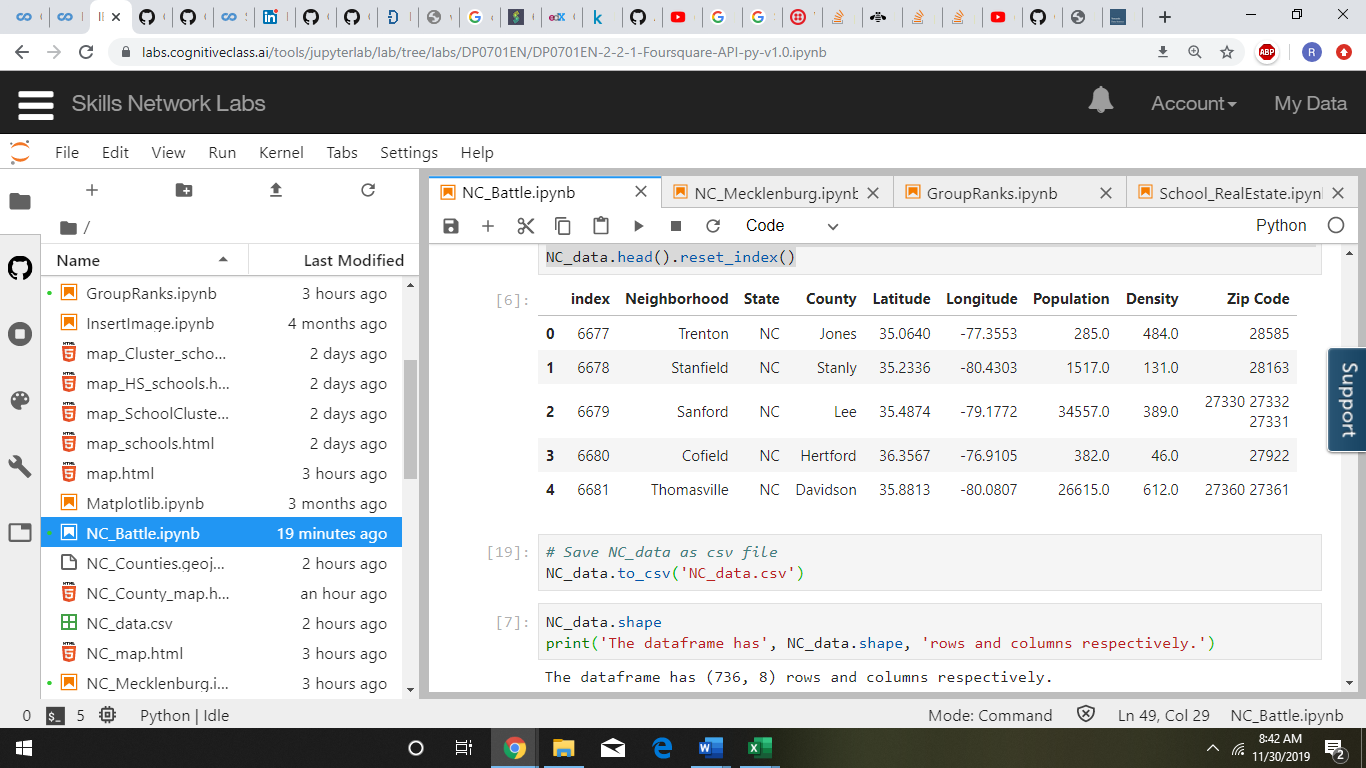 labs.cognitiveclass.ai/tools/jupyterlab/lab/tree/labs/DP0701EN/DP0701EN-2-2-1-Foursquare-API-py-v1.0.ipynb
ABP
R
Skills Network Labs
Account
My Data
File Edit View Run Kernel Tabs Settings Help
/
Name Last Modified
GroupRanks.ipynb 3 hours ago
InsertImage.ipynb 4 months ago
map_Cluster_scho... 2 days ago
map_HS_schools.h... 2 days ago
map_SchoolCluste... 2 days ago
map_schools.html 2 days ago
map.html 3 hours ago
Matplotlib.ipynb 3 months ago
NC_Battle.ipynb 19 minutes ago
NC_Counties.geoj... 2 hours ago
NC_County_map.h... an hour ago
NC_data.csv 2 hours ago
NC_map.html 3 hours ago
NC_Mecklenburg.i... 3 hours ago
NC_Battle.ipynb NC_Mecklenburg.ipynb GroupRanks.ipynb School_RealEstate.ipyn
Code Python
NC_data.head().reset_index()
[6]: index Neighborhood State County Latitude Longitude Population Density Zip Code
0 6677 Trenton NC Jones 35.0640 -77.3553 285.0 484.0 28585
1 6678 Stanfield NC Stanly 35.2336 -80.4303 1517.0 131.0 28163
2 6679 Sanford NC Lee 35.4874 -79.1772 34557.0 389.0 27330 27332
27331
3 6680 Cofield NC Hertford 36.3567 -76.9105 382.0 46.0 27922
4 6681 Thomasville NC Davidson 35.8813 -80.0807 26615.0 612.0 27360 27361
[19]: # Save NC_data as csv file
NC_data.to_csv('NC_data.csv')
[7]: NC_data.shape
print('The dataframe has', NC_data.shape, 'rows and columns respectively.')
The dataframe has (736, 8) rows and columns respectively.
Support
0 $_ 5 Python | Idle Mode: Command Ln 49, Col 29 NC_Battle.ipynb
8:42 AM
11/30/2019
2